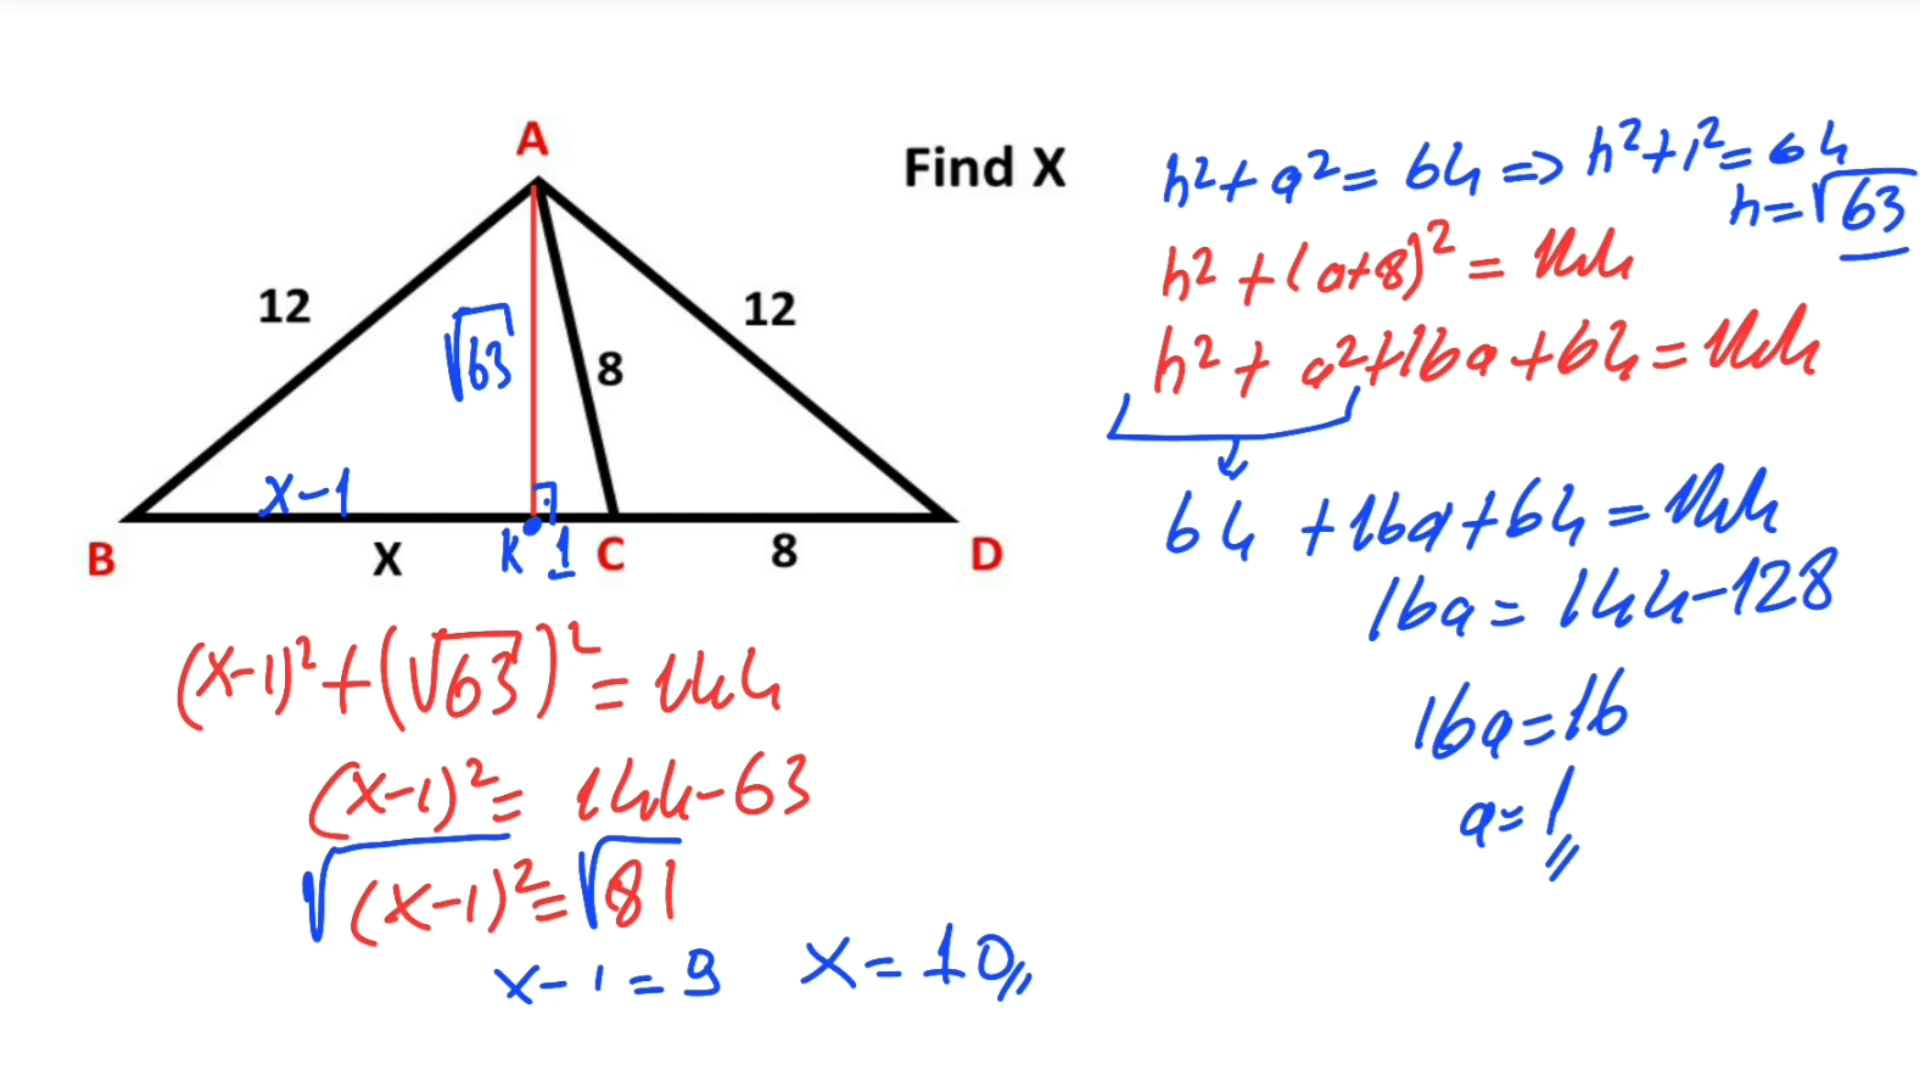 A
Find X
12
√63
8
12
x-1
B
X
K
1
C
8
D
h²+a²=64 => h²+1²=64
h=√63
h²+(a+8)²=144
h²+a²+16a+64=144
64+16a+64=144
16a=144-128
16a=16
a=1
(x-1)²+(√63)²=144
(x-1)²=144-63
√(x-1)²=√81
x-1=9
x=10